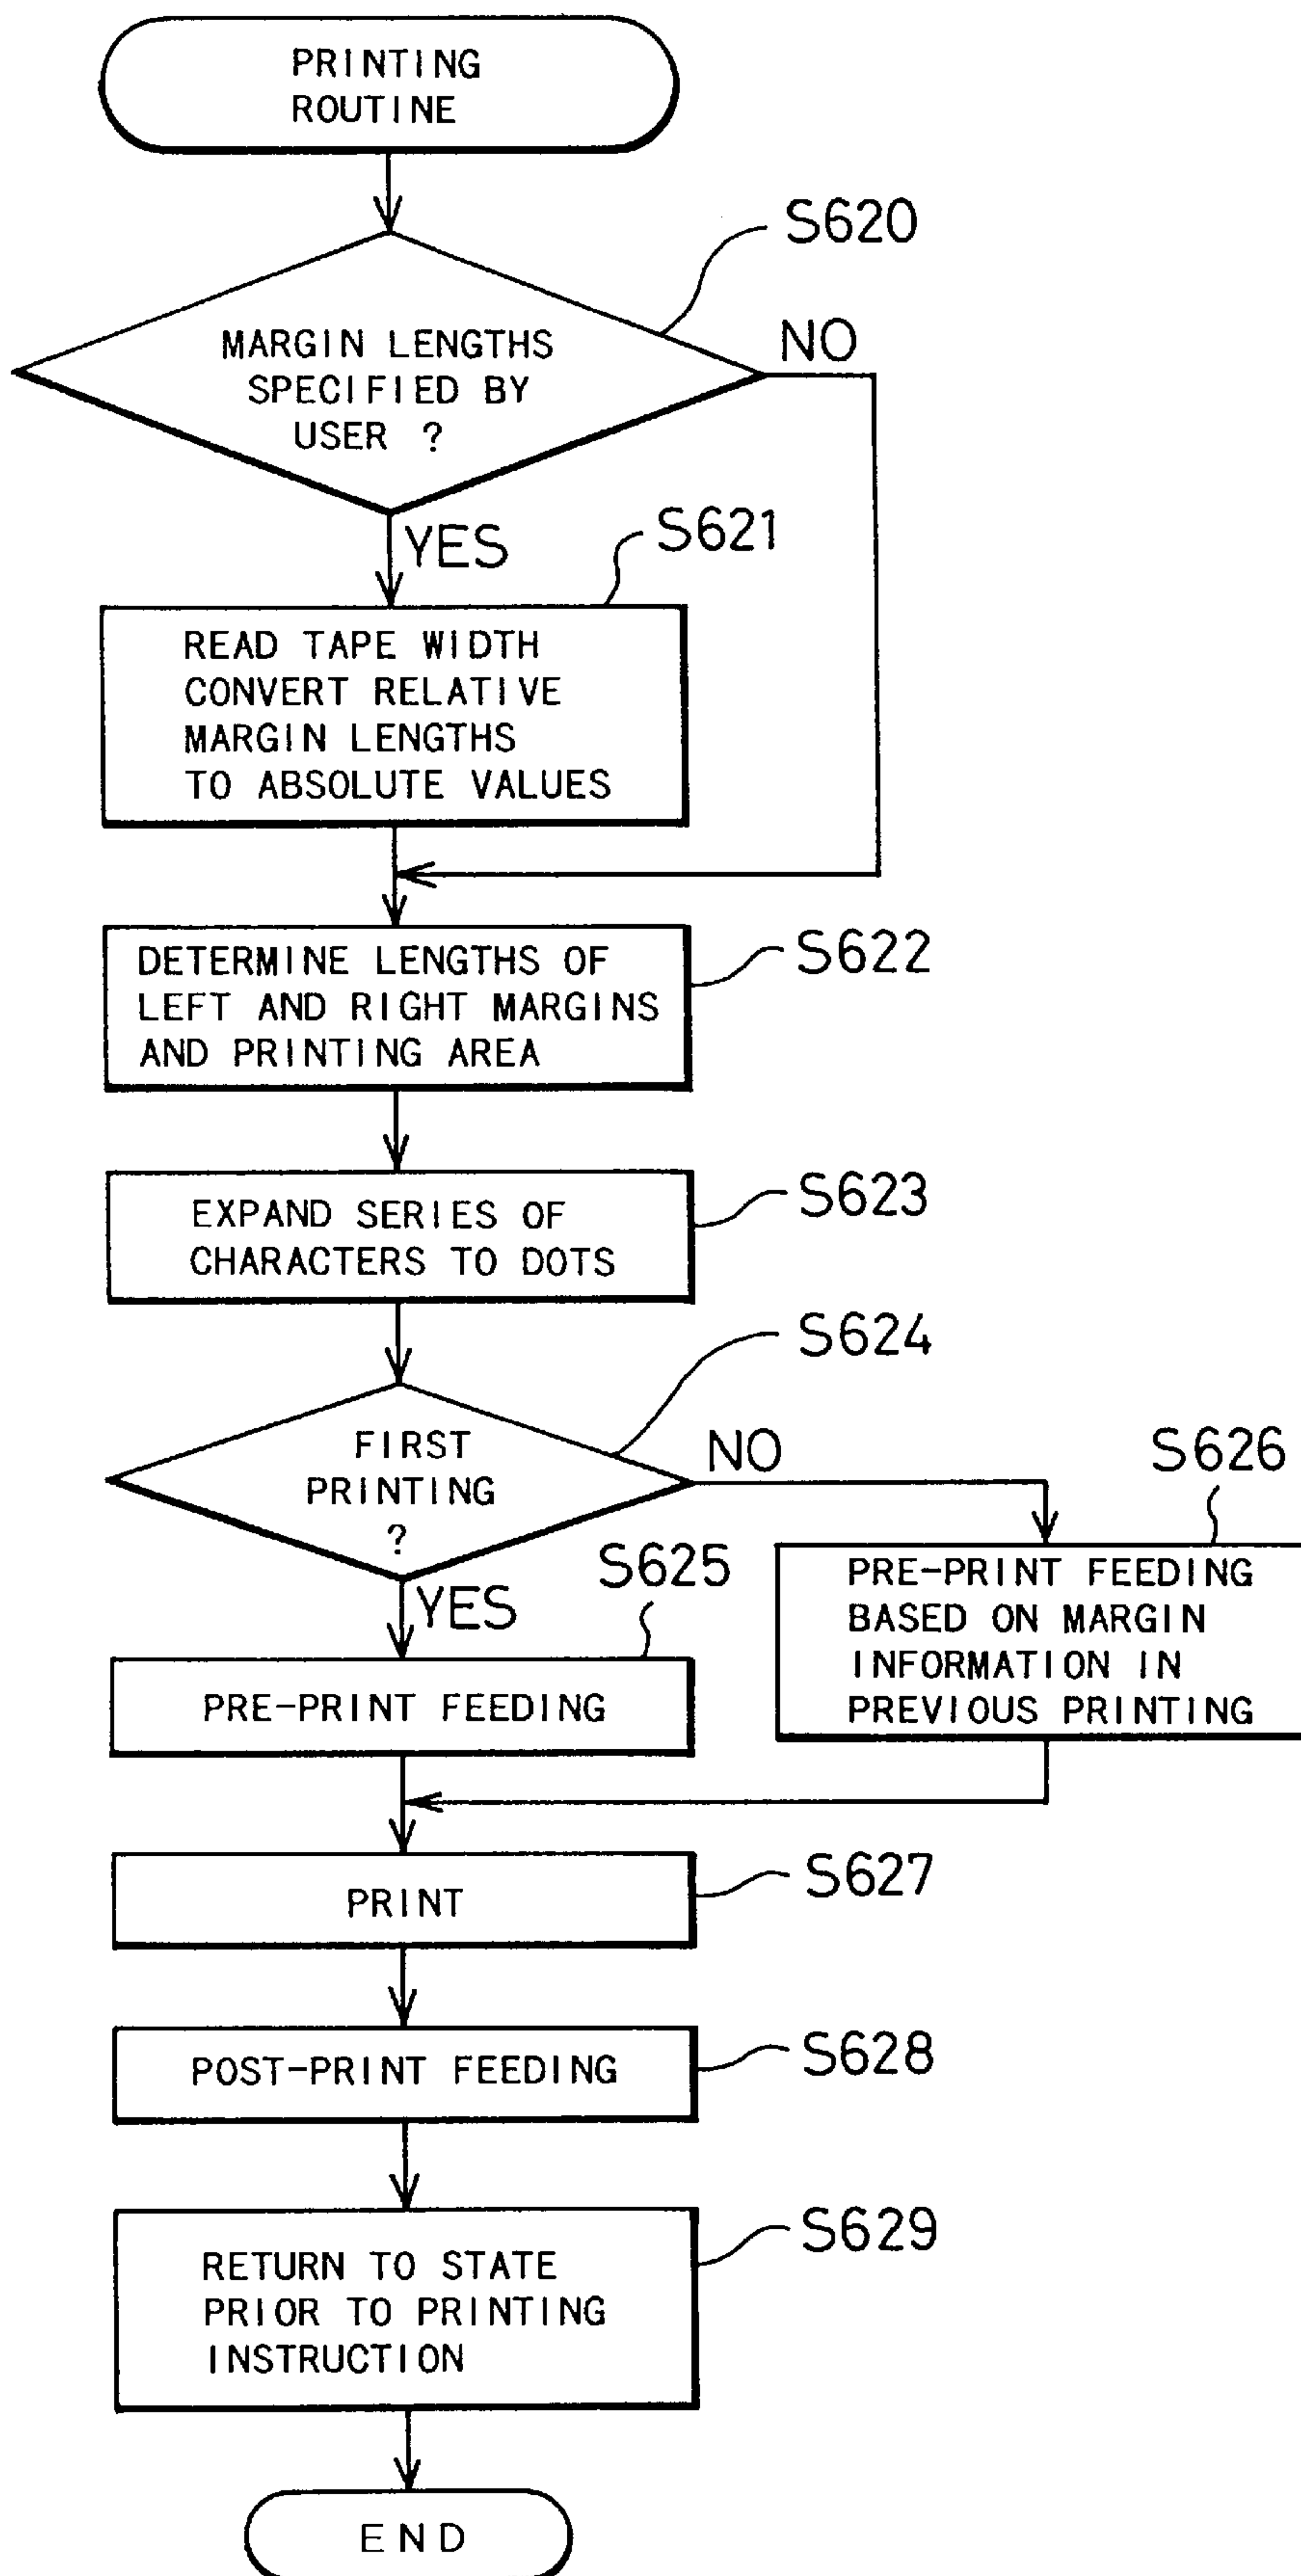 PRINTING
ROUTINE
S620
MARGIN LENGTHS
SPECIFIED BY
USER ?
NO
YES
S621
READ TAPE WIDTH
CONVERT RELATIVE
MARGIN LENGTHS
TO ABSOLUTE VALUES
S622
DETERMINE LENGTHS OF
LEFT AND RIGHT MARGINS
AND PRINTING AREA
S623
EXPAND SERIES OF
CHARACTERS TO DOTS
S624
FIRST
PRINTING
?
NO
YES
S625
PRE-PRINT FEEDING
S626
PRE-PRINT FEEDING
BASED ON MARGIN
INFORMATION IN
PREVIOUS PRINTING
S627
PRINT
S628
POST-PRINT FEEDING
S629
RETURN TO STATE
PRIOR TO PRINTING
INSTRUCTION
END